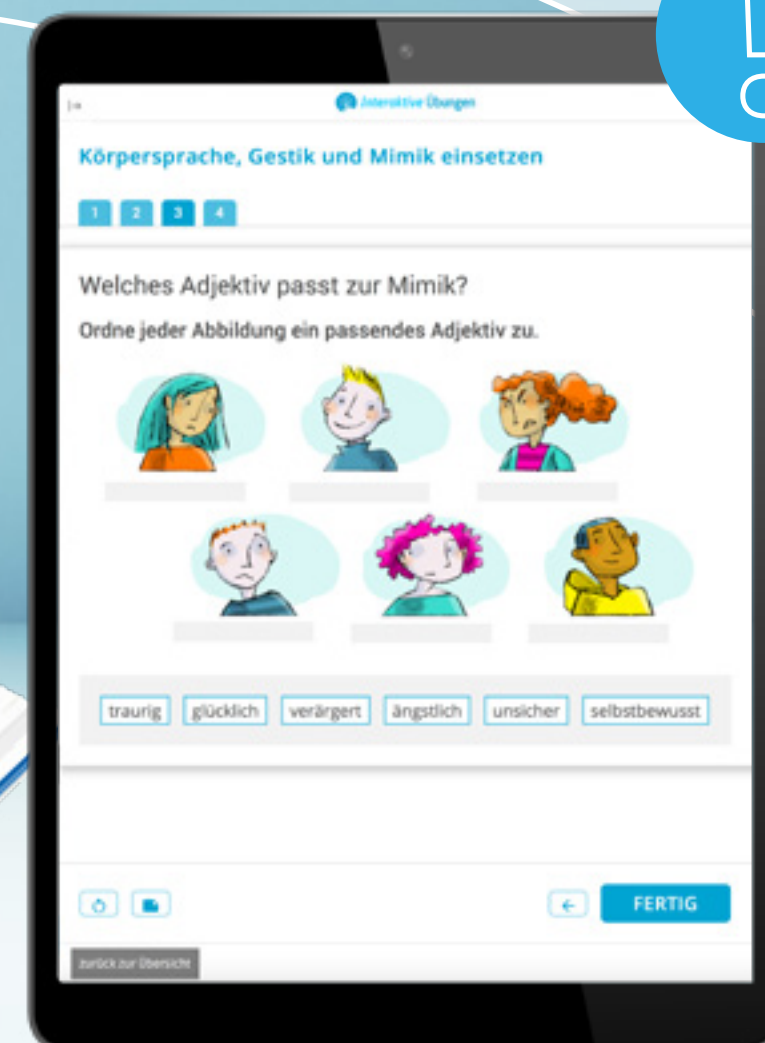 Interaktive Übungen
Körpersprache, Gestik und Mimik einsetzen
1 2 3 4
Welches Adjektiv passt zur Mimik?
Ordne jeder Abbildung ein passendes Adjektiv zu.
traurig glücklich verärgert ängstlich unsicher selbstbewusst
FERTIG
zurück zur Übersicht